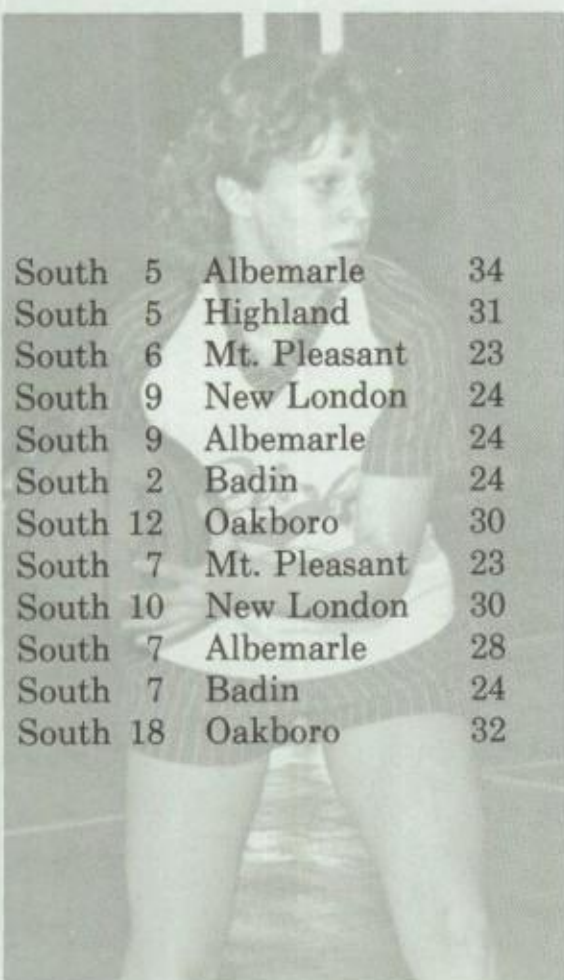 South 5 Albemarle 34
South 5 Highland 31
South 6 Mt. Pleasant 23
South 9 New London 24
South 9 Albemarle 24
South 2 Badin 24
South 12 Oakboro 30
South 7 Mt. Pleasant 23
South 10 New London 30
South 7 Albemarle 28
South 7 Badin 24
South 18 Oakboro 32